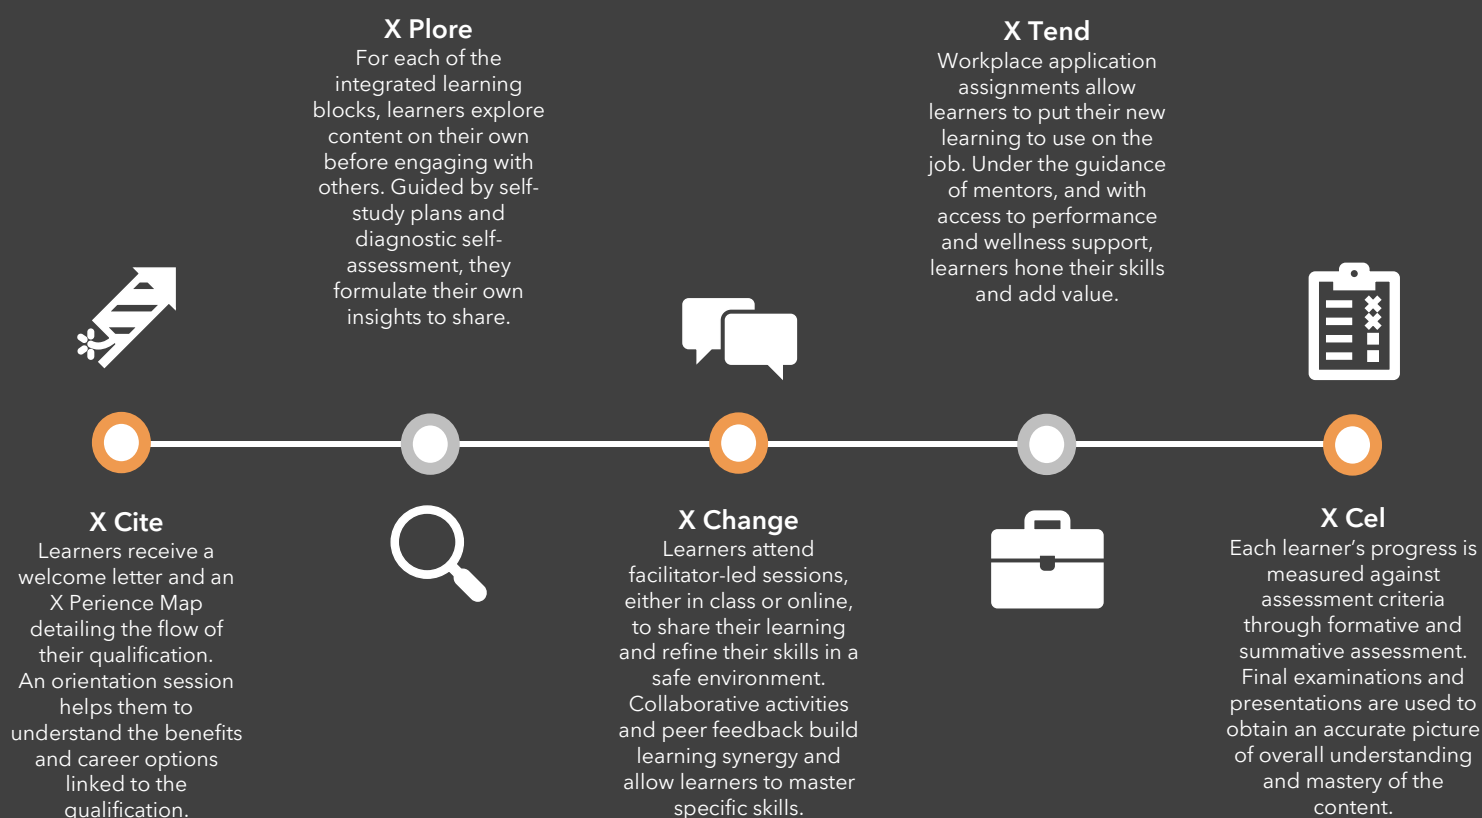 X Cite
Learners receive a
welcome letter and an
X Perience Map
detailing the flow of
their qualification.
An orientation session
helps them to
understand the benefits
and career options
linked to the
qualification.
X Plore
For each of the
integrated learning
blocks, learners explore
content on their own
before engaging with
others. Guided by self-
study plans and
diagnostic self-
assessment, they
formulate their own
insights to share.
X Change
Learners attend
facilitator-led sessions,
either in class or online,
to share their learning
and refine their skills in a
safe environment.
Collaborative activities
and peer feedback build
learning synergy and
allow learners to master
specific skills.
X Tend
Workplace application
assignments allow
learners to put their new
learning to use on the
job. Under the guidance
of mentors, and with
access to performance
and wellness support,
learners hone their skills
and add value.
X Cel
Each learner’s progress is
measured against
assessment criteria
through formative and
summative assessment.
Final examinations and
presentations are used to
obtain an accurate picture
of overall understanding
and mastery of the
content.